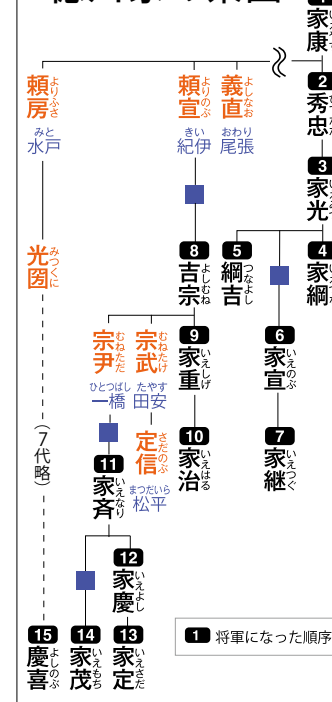 1
家康
2
秀忠
3
家光
頼房 よりふさ
水戸 みと
頼宣 よりのぶ
紀伊 きい
義直 よしなお
尾張 おわり
光圀 みつくに
8
吉宗 よしむね
5
綱吉 つなよし
4
家綱
宗尹 むねただ
一橋 ひとつばし
宗武 むねたけ
田安 たやす
9
家重 いえしげ
6
家宣 いえのぶ
定信 さだのぶ
松平 まつだいら
10
家治 いえはる
7
家継 いえつぐ
(7代略)
11
家斉 いえなり
12
家慶 いえよし
15
慶喜 よしのぶ
14
家茂 いえもち
13
家定 いえさだ
1 将軍になった順序